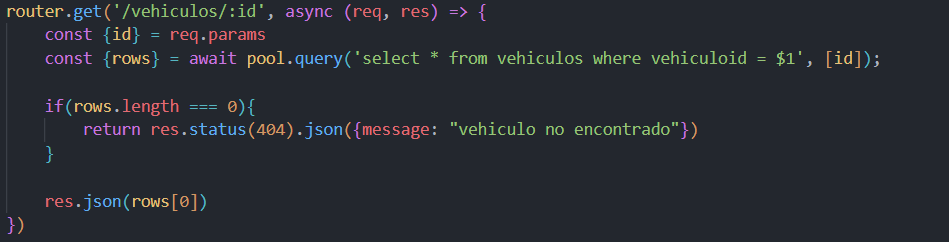 router.get('/vehiculos/:id', async (req, res) => {
    const {id} = req.params
    const {rows} = await pool.query('select * from vehiculos where vehiculoid = $1', [id]);

    if(rows.length === 0){
        return res.status(404).json({message: "vehiculo no encontrado"})
    }

    res.json(rows[0])
})